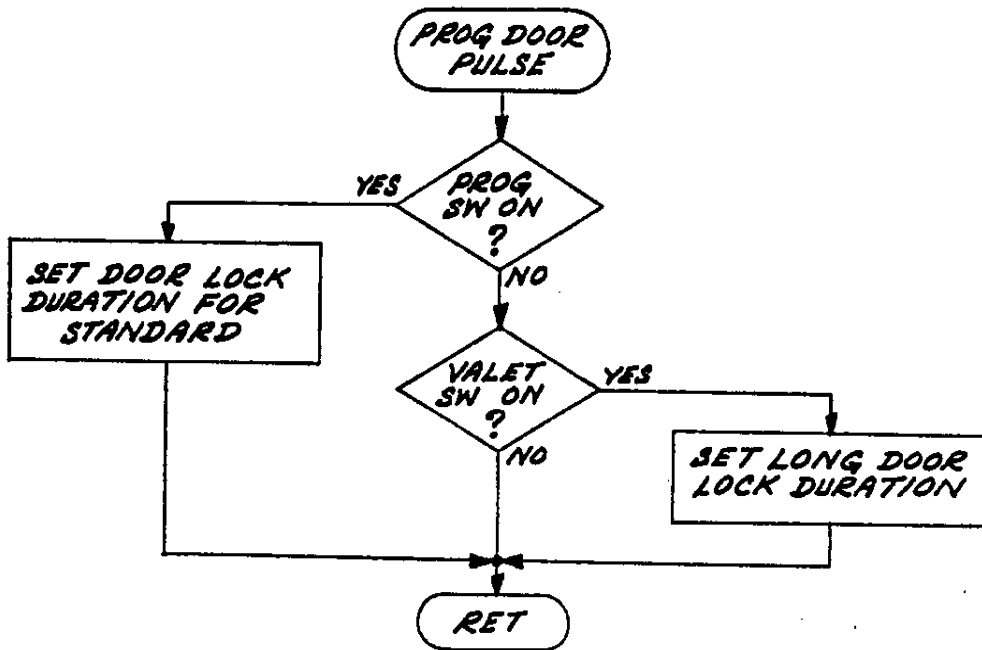 PROG DOOR
PULSE
YES
PROG
SW ON
?
NO
SET DOOR LOCK
DURATION FOR
STANDARD
VALET
SW ON
?
YES
NO
SET LONG DOOR
LOCK DURATION
RET